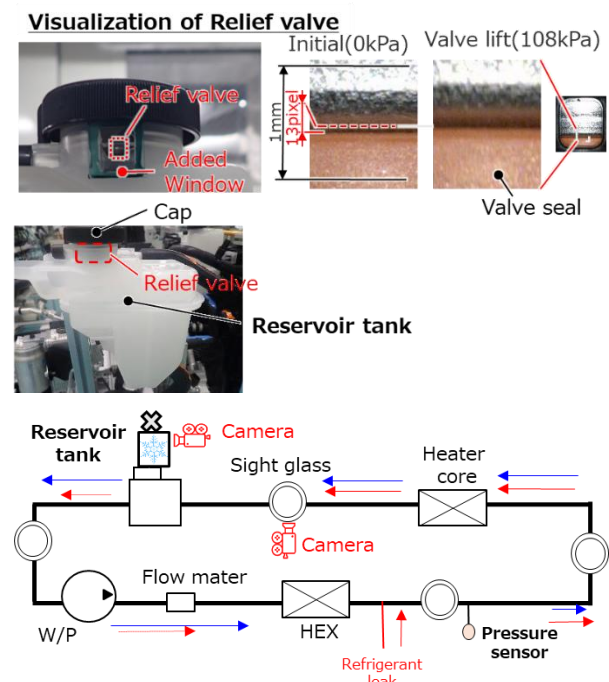 Visualization of Relief valve
Initial(0kPa)
Valve lift(108kPa)
Relief valve
Added
Window
1mm
13pixel
Valve seal
Cap
Relief valve
Reservoir tank
Reservoir
tank
Camera
Sight glass
Heater
core
Camera
Flow mater
W/P
HEX
Pressure
sensor
Refrigerant
leak